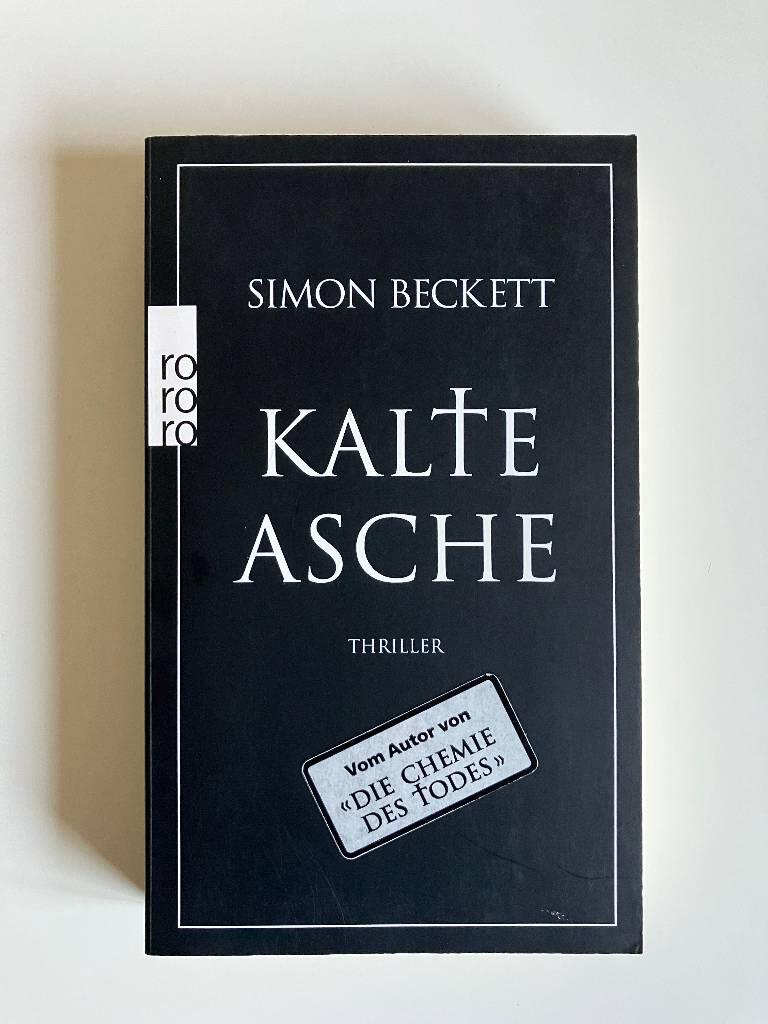 SIMON BECKETT
ro
ro
ro
KALTE
ASCHE
THRILLER
Vom Autor von
«DIE CHEMIE
DES TODES»